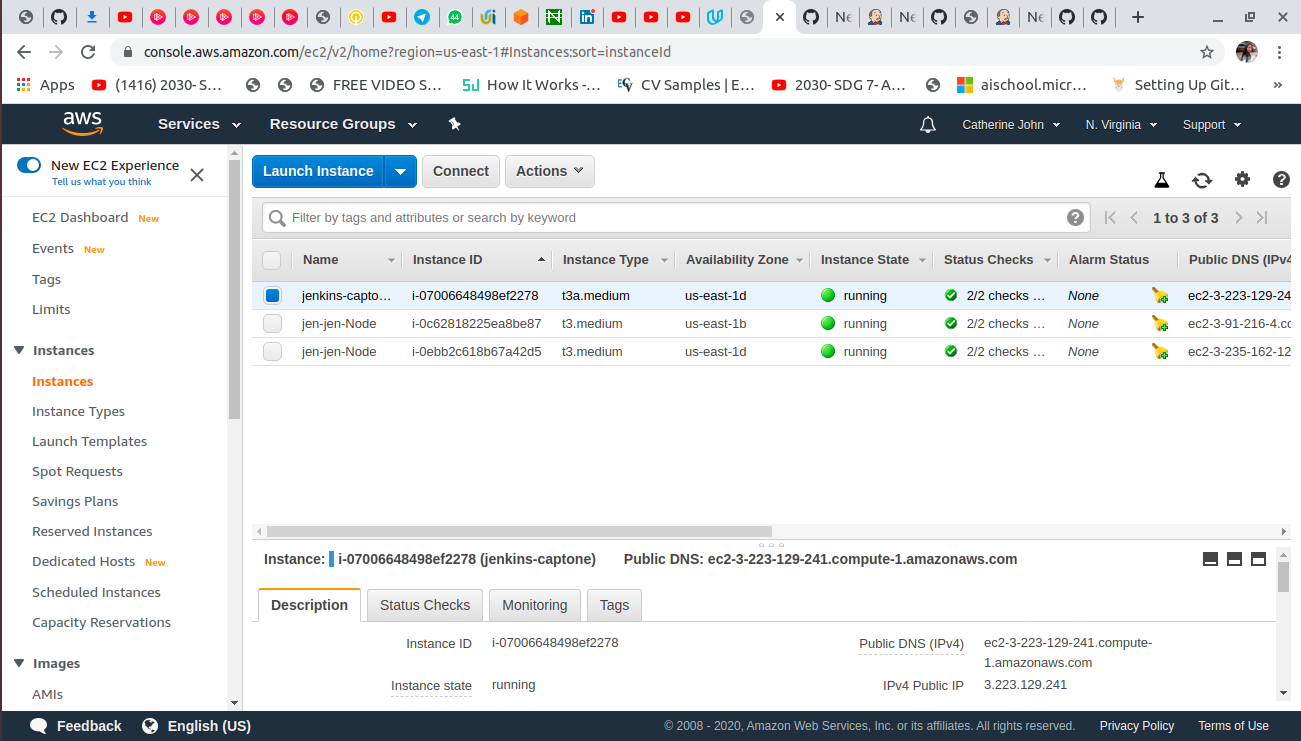 44
Ne
Ne
Ne
console.aws.amazon.com/ec2/v2/home?region=us-east-1#Instances:sort=instanceId
Apps (1416) 2030- S... FREE VIDEO S... How It Works -... CV Samples | E... 2030- SDG 7- A... aischool.micr... Setting Up Git... »
aws Services Resource Groups Catherine John N. Virginia Support
New EC2 Experience
Tell us what you think
EC2 Dashboard New
Events New
Tags
Limits
Instances
Instances
Instance Types
Launch Templates
Spot Requests
Savings Plans
Reserved Instances
Dedicated Hosts New
Scheduled Instances
Capacity Reservations
Images
AMIs
Launch Instance Connect Actions
Filter by tags and attributes or search by keyword 1 to 3 of 3
Name Instance ID Instance Type Availability Zone Instance State Status Checks Alarm Status Public DNS (IPv4
jenkins-capto... i-07006648498ef2278 t3a.medium us-east-1d running 2/2 checks ... None ec2-3-223-129-24
jen-jen-Node i-0c62818225ea8be87 t3.medium us-east-1b running 2/2 checks ... None ec2-3-91-216-4.co
jen-jen-Node i-0ebb2c618b67a42d5 t3.medium us-east-1d running 2/2 checks ... None ec2-3-235-162-12
Instance: i-07006648498ef2278 (jenkins-captone) Public DNS: ec2-3-223-129-241.compute-1.amazonaws.com
Description Status Checks Monitoring Tags
Instance ID i-07006648498ef2278 Public DNS (IPv4) ec2-3-223-129-241.compute-
1.amazonaws.com
Instance state running IPv4 Public IP 3.223.129.241
Feedback English (US) © 2008 - 2020, Amazon Web Services, Inc. or its affiliates. All rights reserved. Privacy Policy Terms of Use